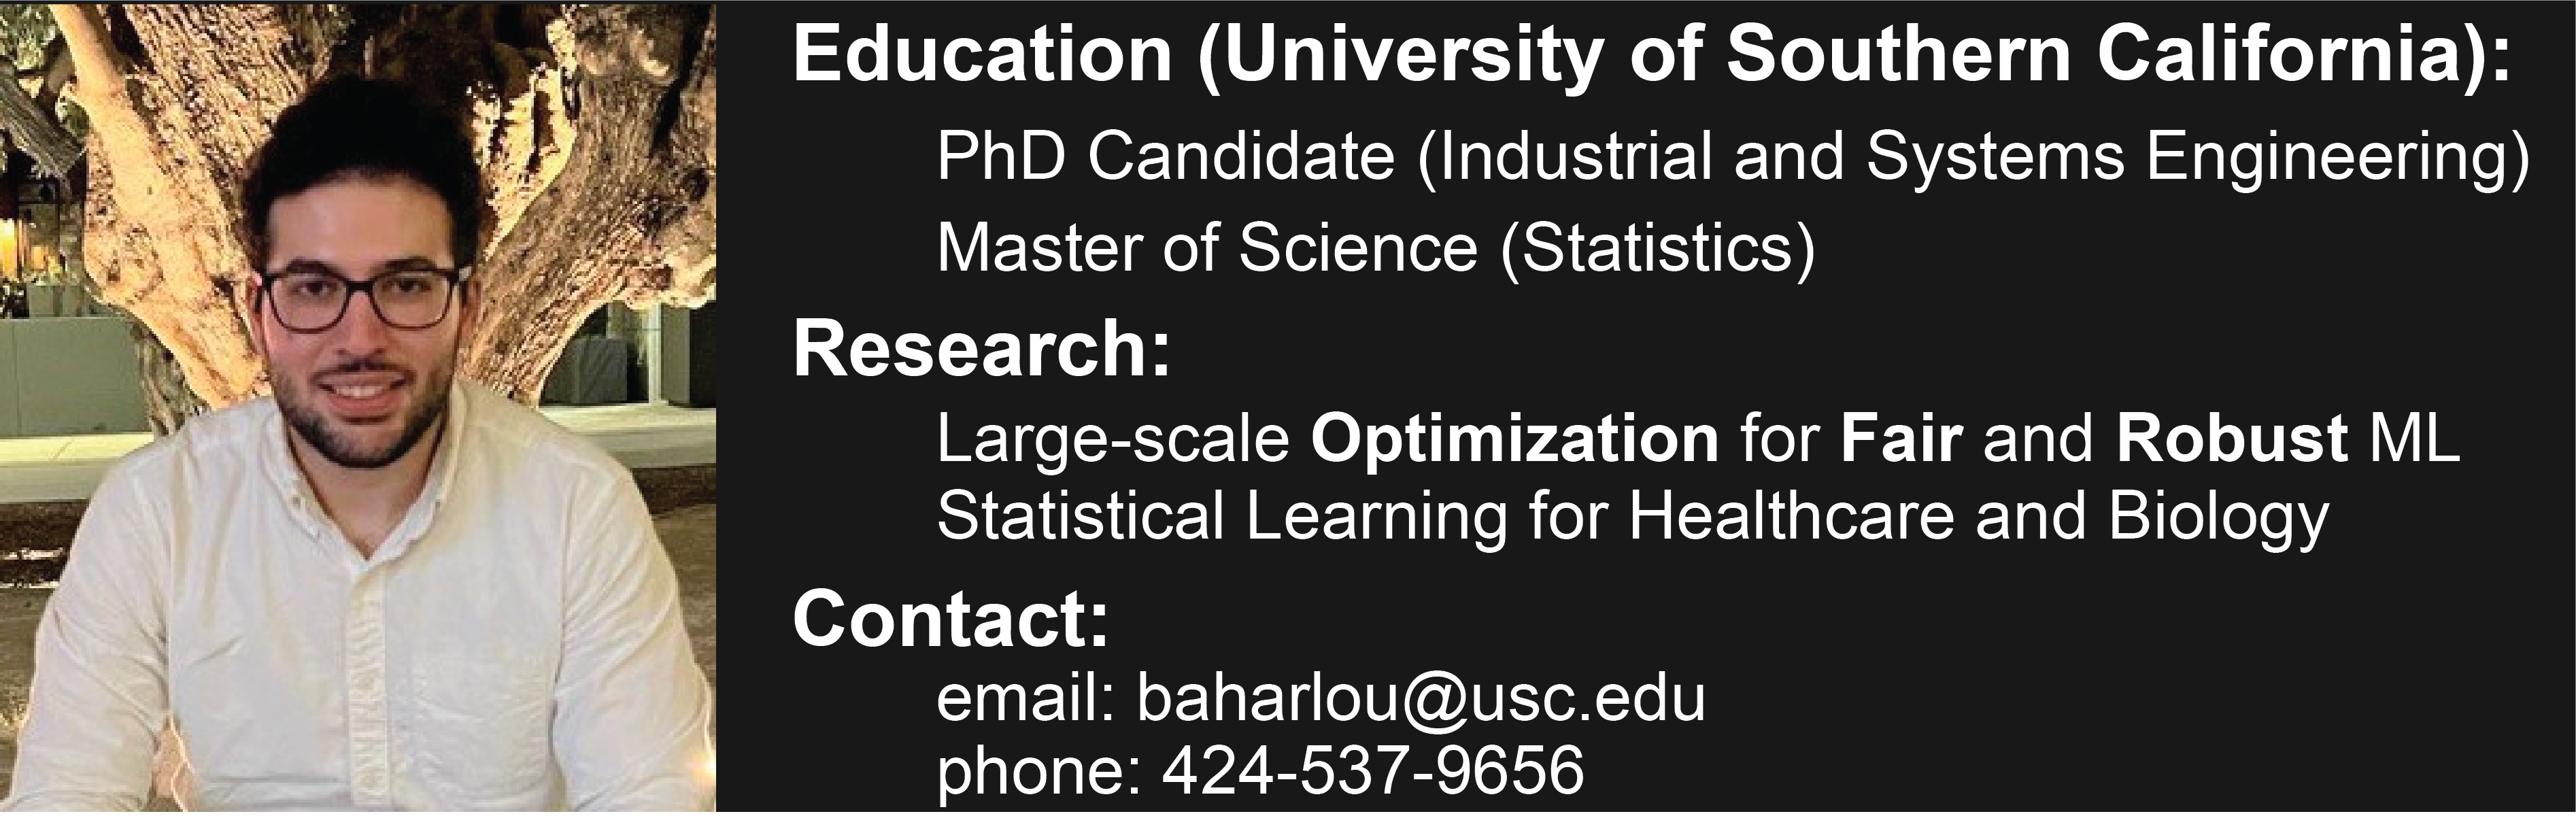 Education (University of Southern California):
PhD Candidate (Industrial and Systems Engineering)
Master of Science (Statistics)
Research:
Large-scale Optimization for Fair and Robust ML
Statistical Learning for Healthcare and Biology
Contact:
email: baharlou@usc.edu
phone: 424-537-9656